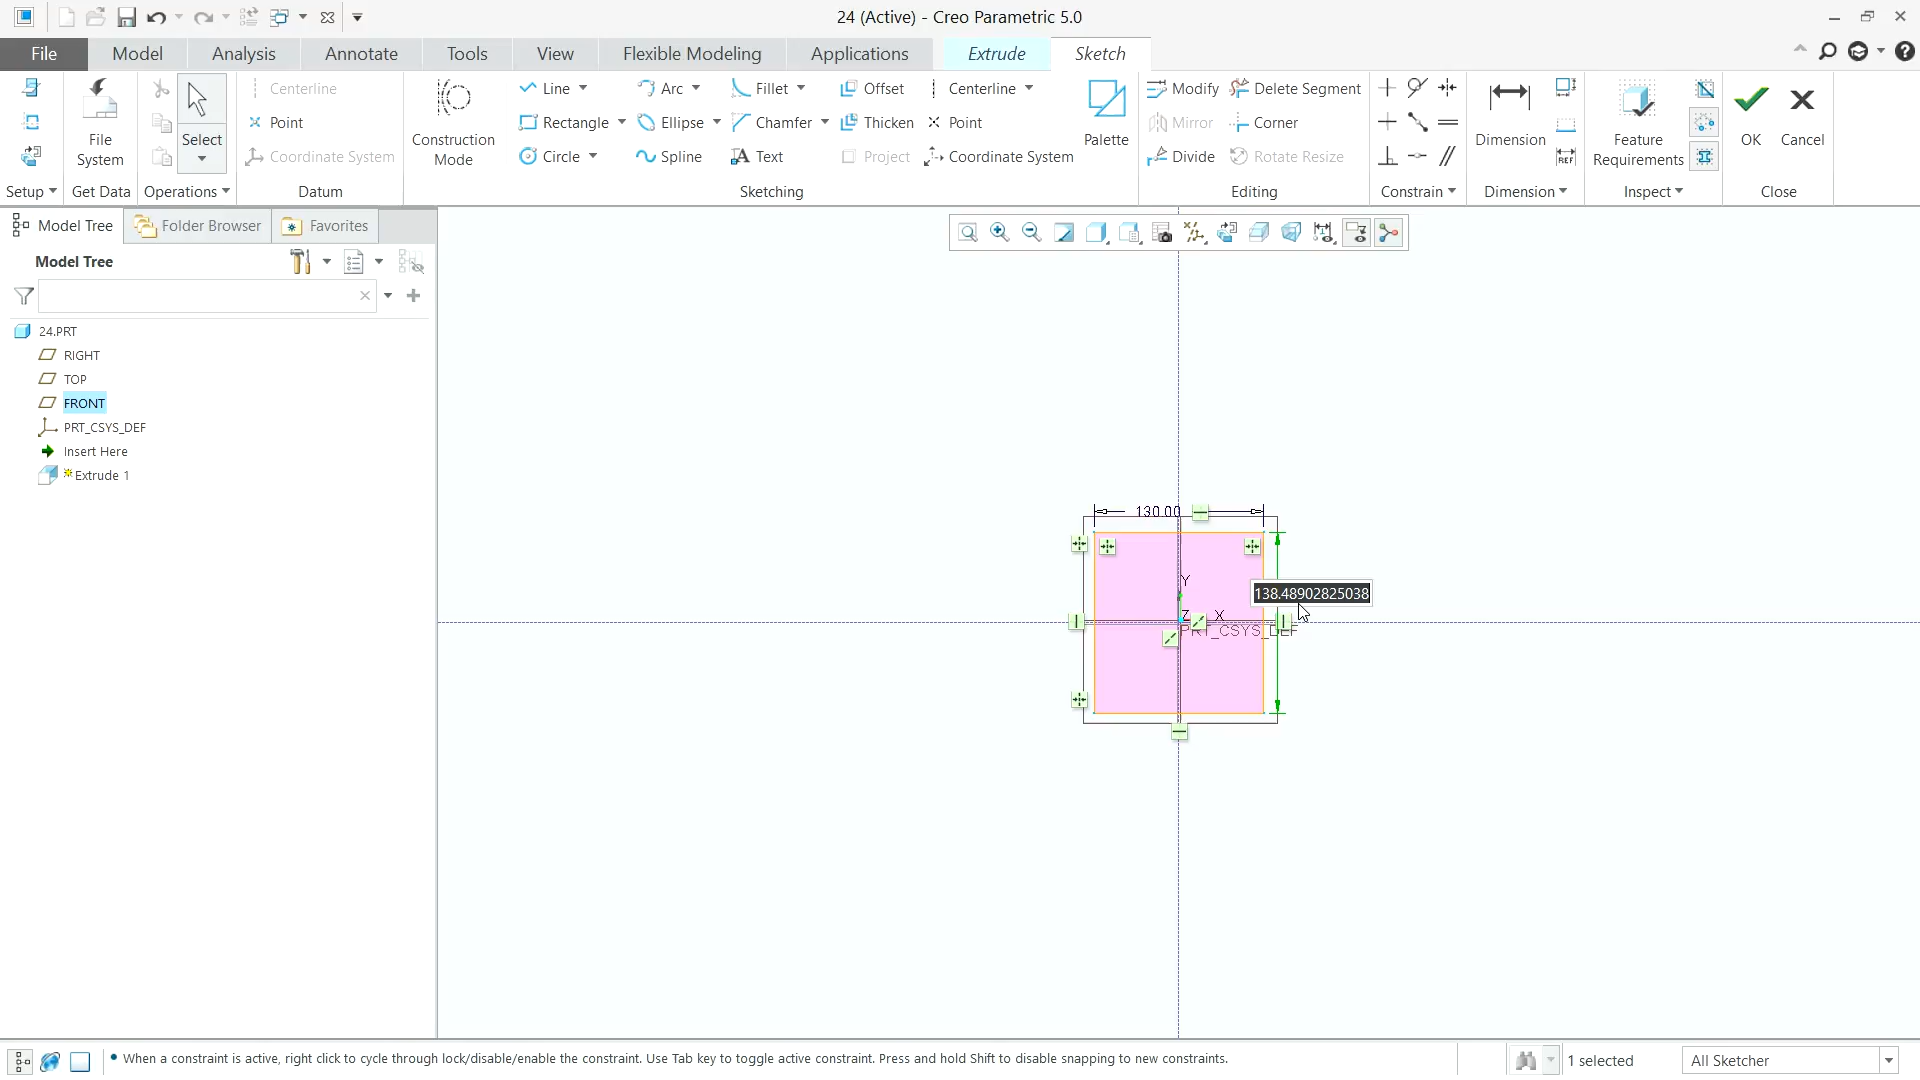 24 (Active) - Creo Parametric 5.0
File
Model
Analysis
Annotate
Tools
View
Flexible Modeling
Applications
Extrude
Sketch
Setup
File
System
Get Data
Select
Operations
Centerline
Point
Coordinate System
Datum
Construction
Mode
Line
Arc
Fillet
Offset
Centerline
Rectangle
Ellipse
Chamfer
Thicken
Point
Circle
Spline
Text
Project
Coordinate System
Palette
Sketching
Modify
Delete Segment
Mirror
Corner
Divide
Rotate Resize
Editing
Constrain
Dimension
REF
Dimension
Feature
Requirements
Inspect
OK
Cancel
Close
Model Tree
Folder Browser
Favorites
Model Tree
24.PRT
RIGHT
TOP
FRONT
PRT_CSYS_DEF
Insert Here
Extrude 1
130.00
138.48902825038
Y
Z
X
PRT_CSYS_DEF
When a constraint is active, right click to cycle through lock/disable/enable the constraint. Use Tab key to toggle active constraint. Press and hold Shift to disable snapping to new constraints.
1 selected
All Sketcher